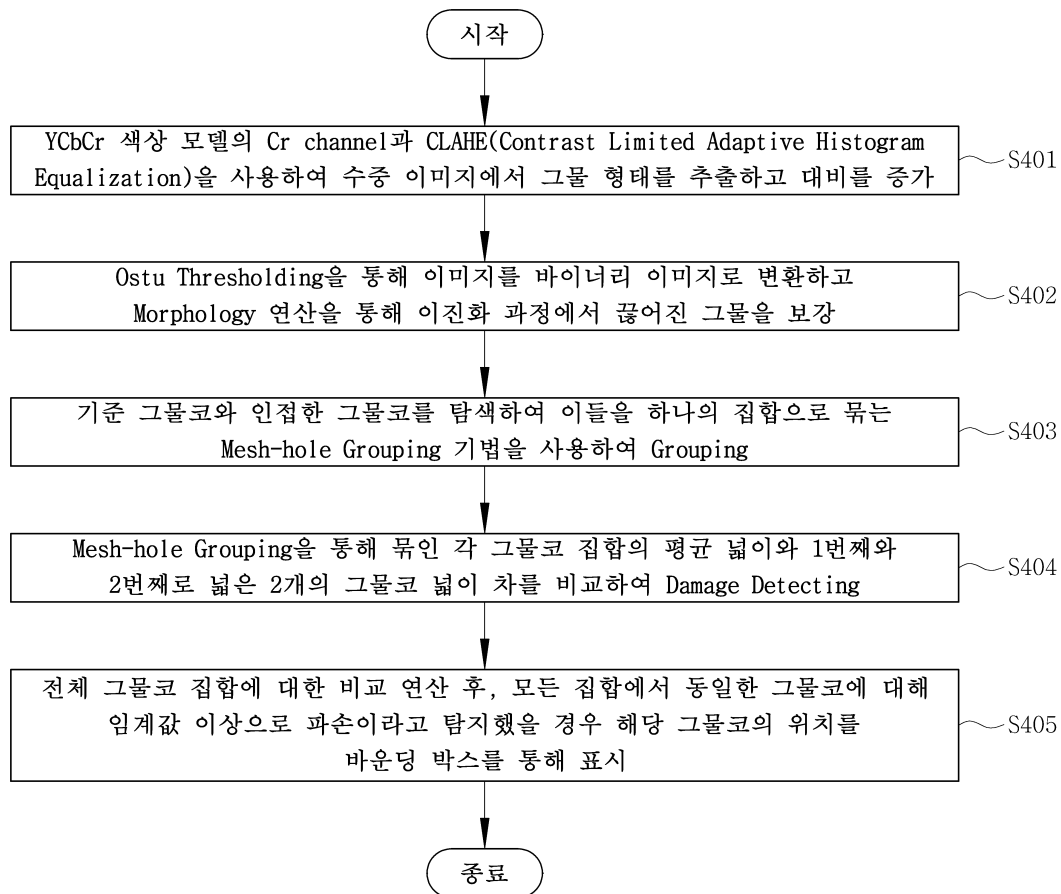 시작
YCbCr 색상 모델의 Cr channel과 CLAHE(Contrast Limited Adaptive Histogram
Equalization)을 사용하여 수중 이미지에서 그물 형태를 추출하고 대비를 증가
S401
Ostu Thresholding을 통해 이미지를 바이너리 이미지로 변환하고
Morphology 연산을 통해 이진화 과정에서 끊어진 그물을 보강
S402
기준 그물코와 인접한 그물코를 탐색하여 이들을 하나의 집합으로 묶는
Mesh-hole Grouping 기법을 사용하여 Grouping
S403
Mesh-hole Grouping을 통해 묶인 각 그물코 집합의 평균 넓이와 1번째와
2번째로 넓은 2개의 그물코 넓이 차를 비교하여 Damage Detecting
S404
전체 그물코 집합에 대한 비교 연산 후, 모든 집합에서 동일한 그물코에 대해
임계값 이상으로 파손이라고 탐지했을 경우 해당 그물코의 위치를
바운딩 박스를 통해 표시
S405
종료